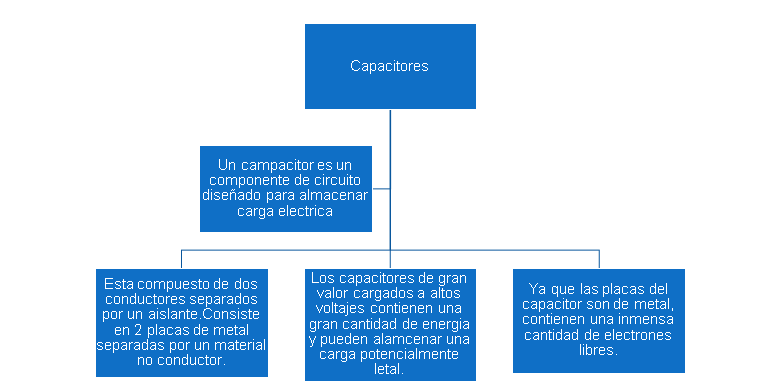 Capacitores
Un campacitor es un
componente de circuito
diseñado para almacenar
carga electrica
Esta compuesto de dos
conductores separados
por un aislante.Consiste
en 2 placas de metal
separadas por un material
no conductor.
Los capacitores de gran
valor cargados a altos
voltajes contienen una
gran cantidad de energia
y pueden alamcenar una
carga potencialmente
letal.
Ya que las placas del
capacitor son de metal,
contienen una inmensa
cantidad de electrones
libres.